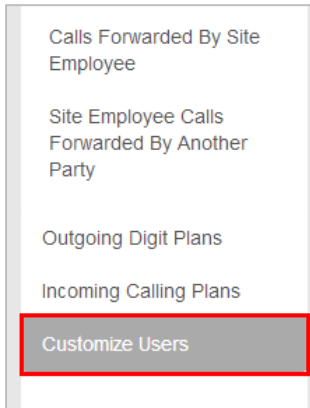 Calls Forwarded By Site
Employee
Site Employee Calls
Forwarded By Another
Party
Outgoing Digit Plans
Incoming Calling Plans
Customize Users